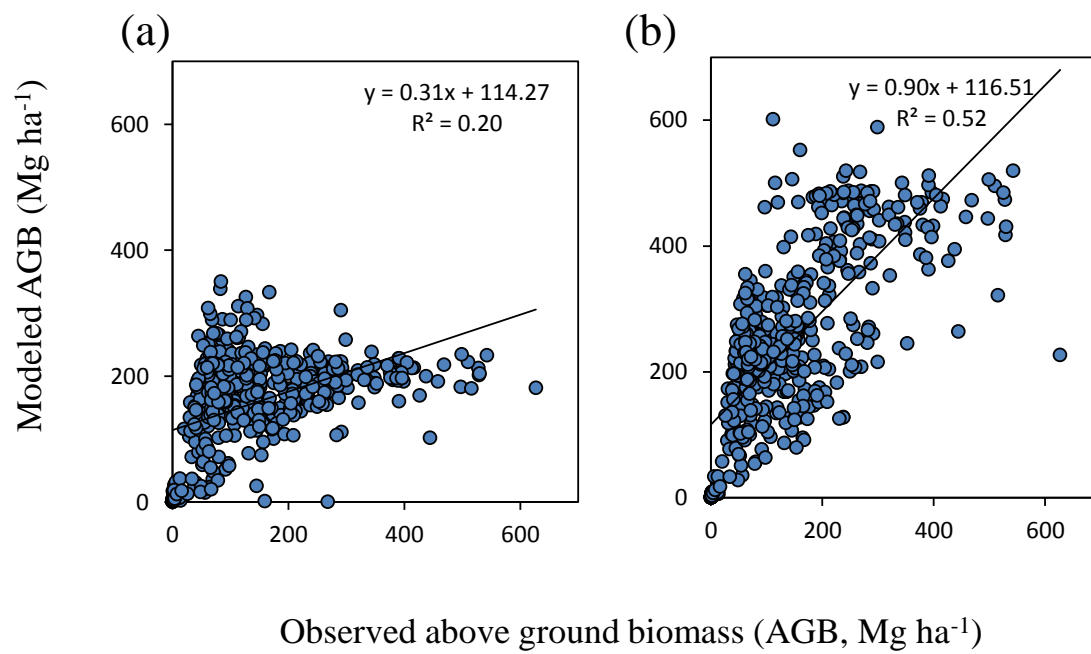 (a)
(b)
Modeled AGB (Mg ha⁻¹)
y = 0.31x + 114.27
R² = 0.20
600
400
200
0
0 200 400 600
y = 0.90x + 116.51
R² = 0.52
600
400
200
0
0 200 400 600
Observed above ground biomass (AGB, Mg ha⁻¹)